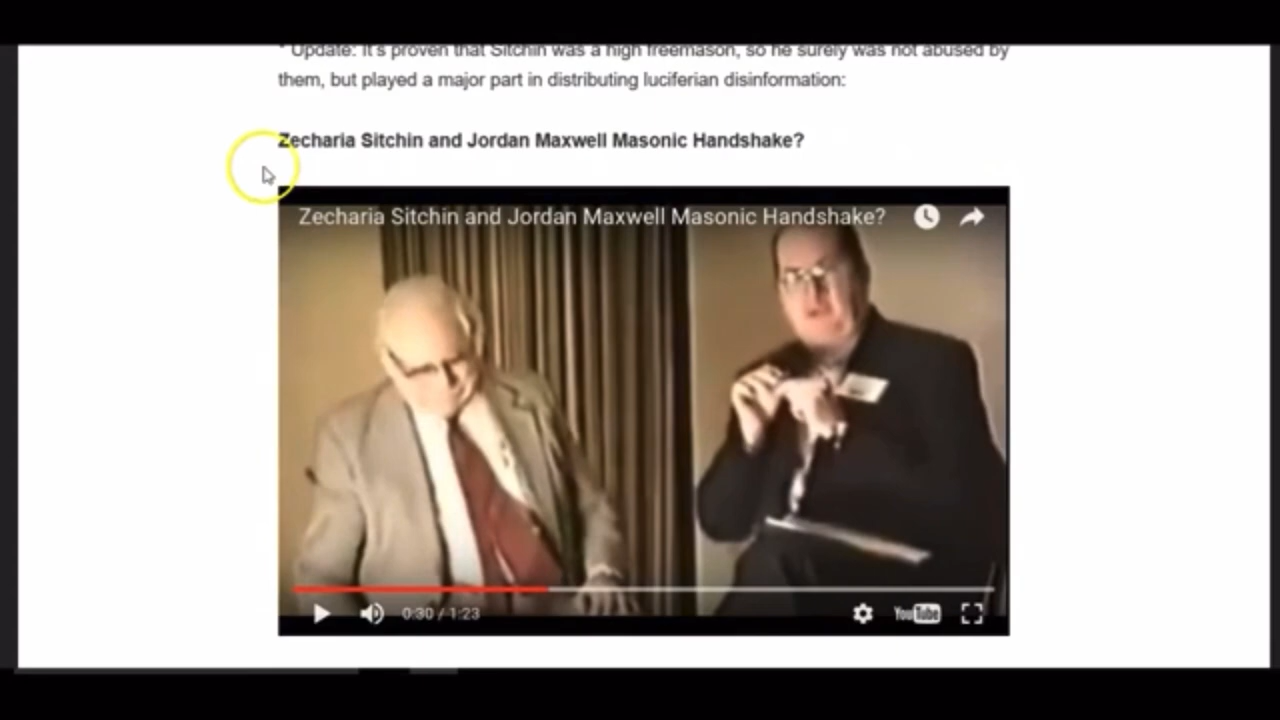 * Update: It's proven that Sitchin was a high freemason, so he surely was not abused by
them, but played a major part in distributing luciferian disinformation:
Zecharia Sitchin and Jordan Maxwell Masonic Handshake?
Zecharia Sitchin and Jordan Maxwell Masonic Handshake?
0:30 / 1:23
YouTube